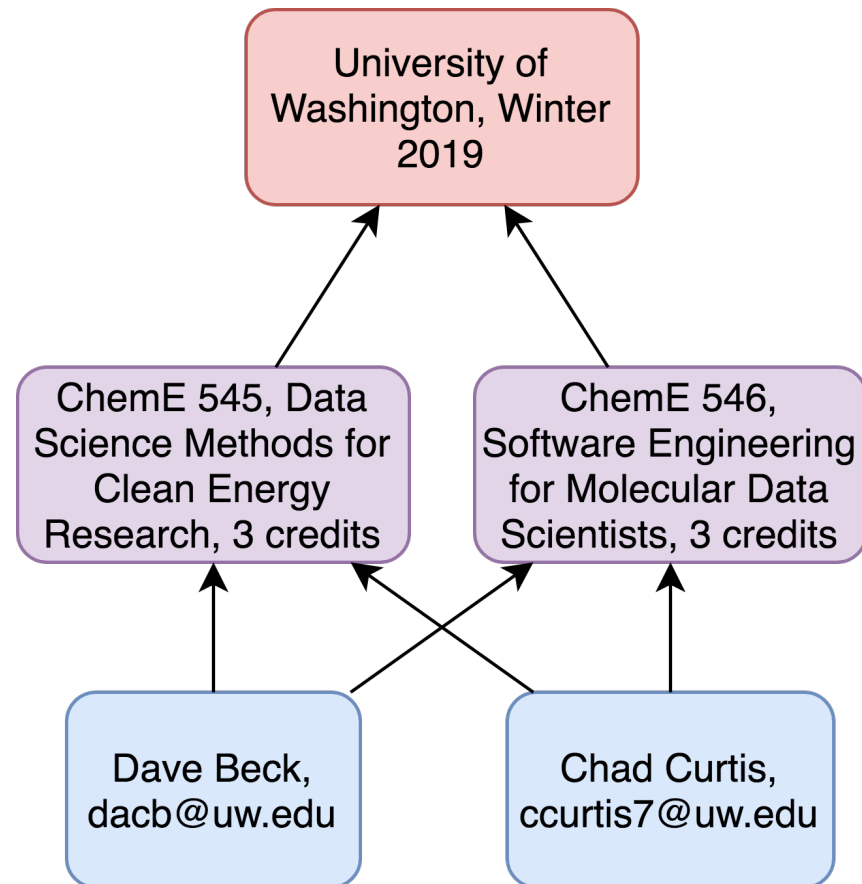 University of
Washington, Winter
2019
ChemE 545, Data
Science Methods for
Clean Energy
Research, 3 credits
ChemE 546,
Software Engineering
for Molecular Data
Scientists, 3 credits
Dave Beck,
dacb@uw.edu
Chad Curtis,
ccurtis7@uw.edu